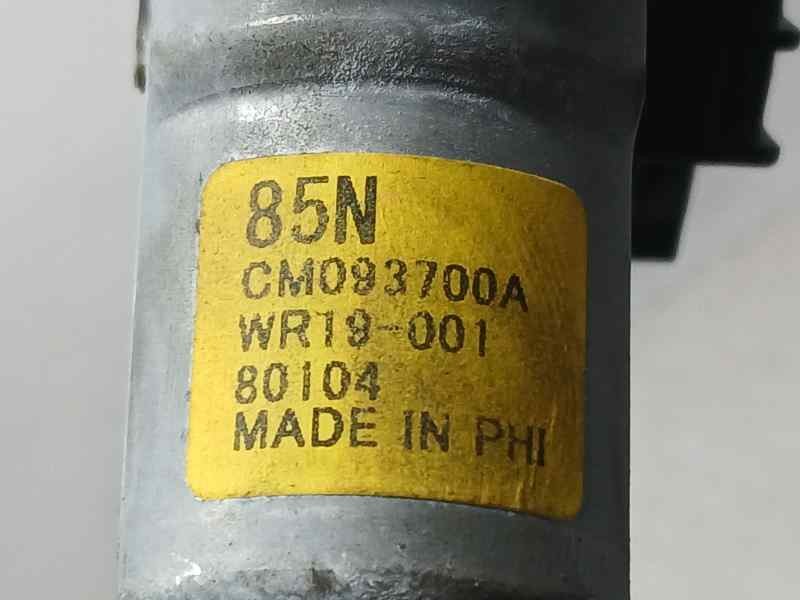 85N
CM093700A
WR19-001
80104
MADE IN PHI